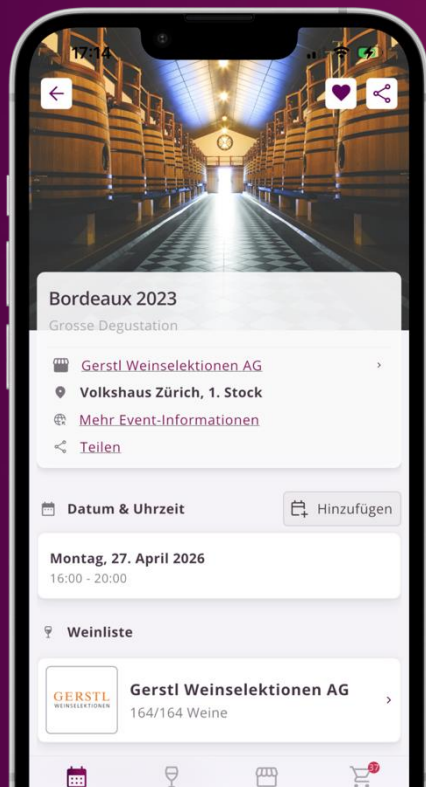 17:14
Bordeaux 2023
Grosse Degustation
Gerstl Weinselektionen AG
Volkshaus Zürich, 1. Stock
Mehr Event-Informationen
Teilen
Datum & Uhrzeit
Hinzufügen
Montag, 27. April 2026
16:00 - 20:00
Weinliste
GERSTL
WEINSELEKTIONEN
Gerstl Weinselektionen AG
164/164 Weine
37